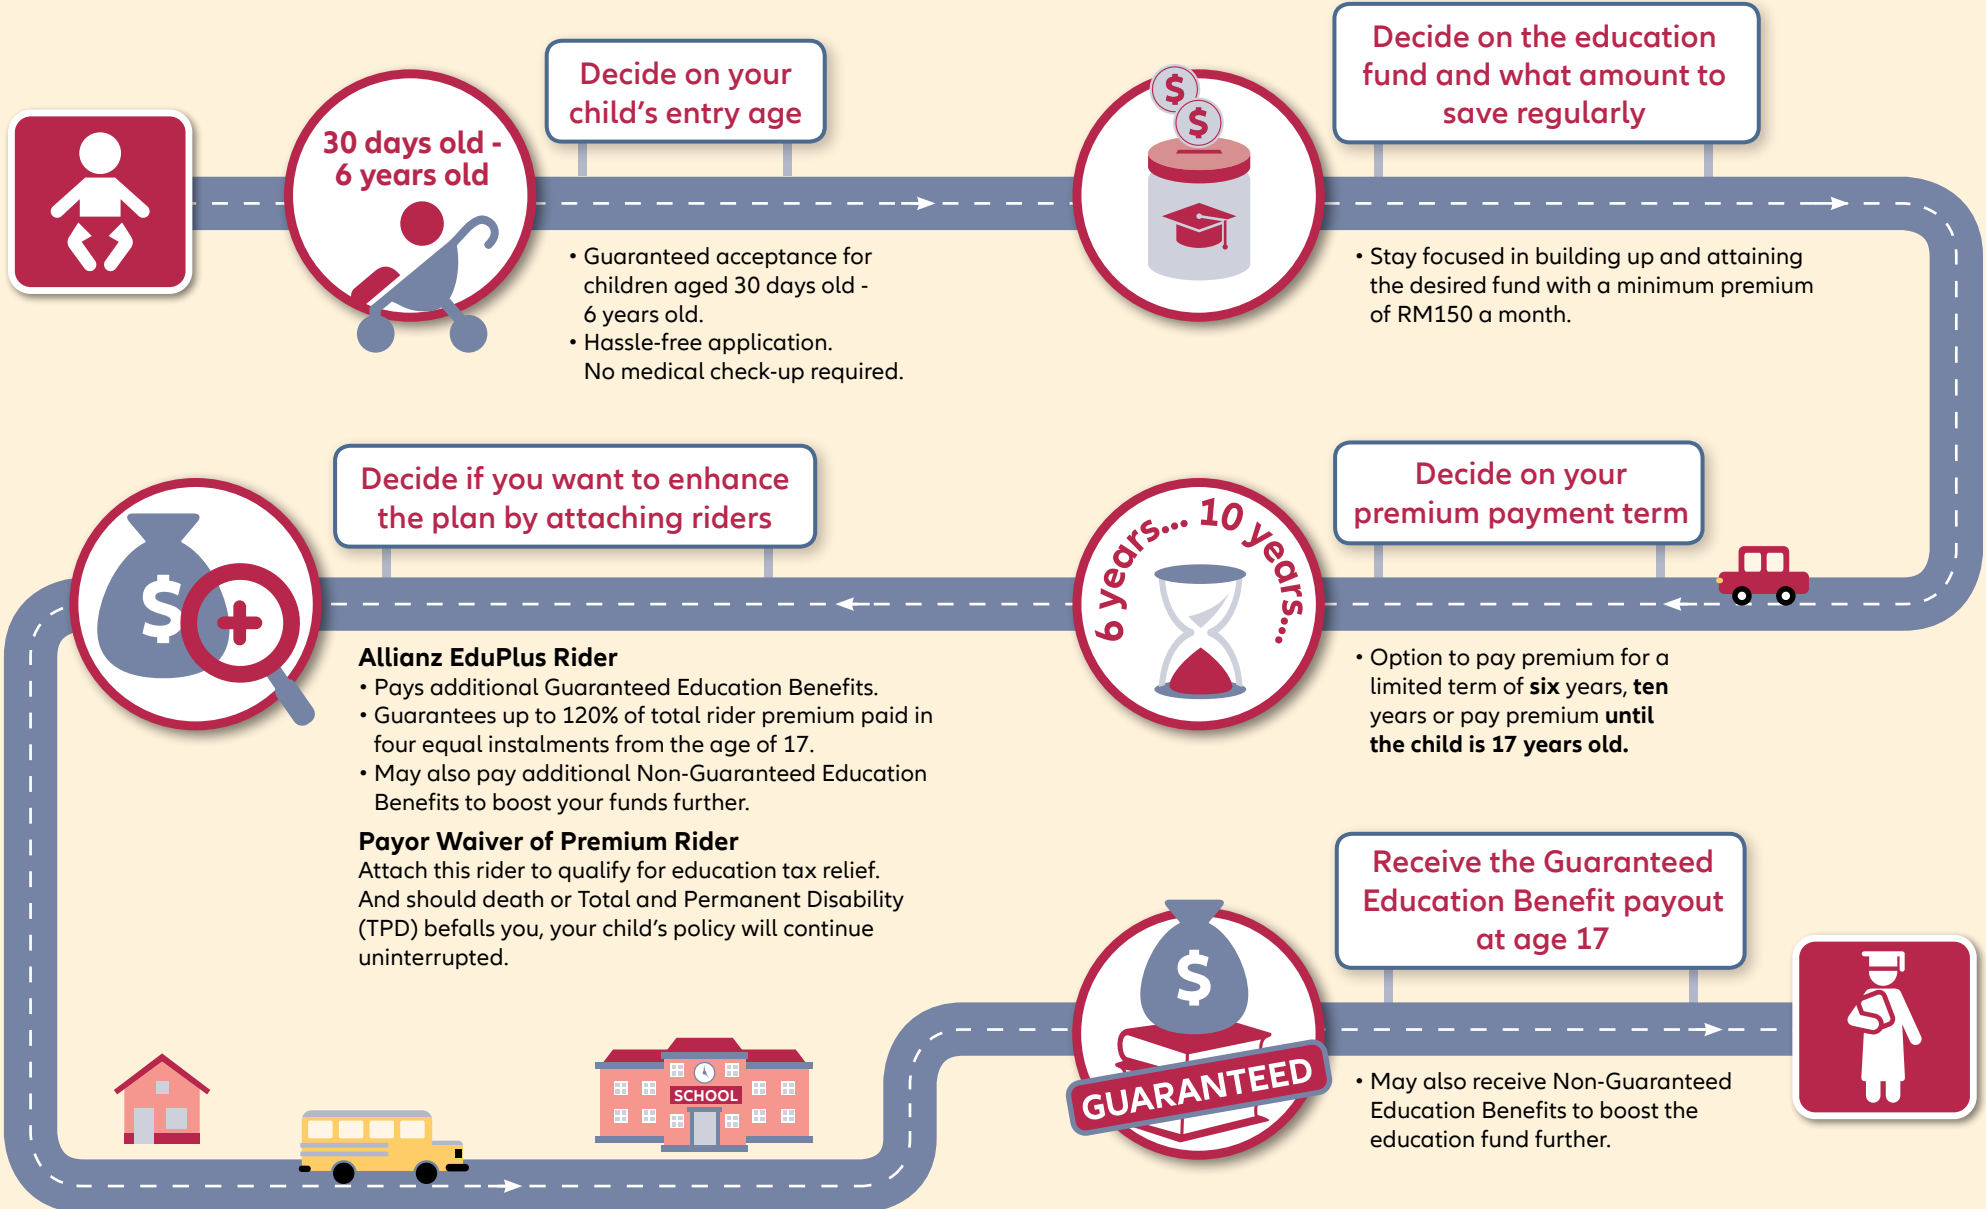 30 days old -
6 years old
Decide on your
child's entry age
• Guaranteed acceptance for
children aged 30 days old -
6 years old.
• Hassle-free application.
No medical check-up required.
$
$
Decide on the education
fund and what amount to
save regularly
• Stay focused in building up and attaining
the desired fund with a minimum premium
of RM150 a month.
6 years... 10 years...
Decide on your
premium payment term
• Option to pay premium for a
limited term of six years, ten
years or pay premium until
the child is 17 years old.
$
Decide if you want to enhance
the plan by attaching riders
Allianz EduPlus Rider
• Pays additional Guaranteed Education Benefits.
• Guarantees up to 120% of total rider premium paid in
four equal instalments from the age of 17.
• May also pay additional Non-Guaranteed Education
Benefits to boost your funds further.
Payor Waiver of Premium Rider
Attach this rider to qualify for education tax relief.
And should death or Total and Permanent Disability
(TPD) befalls you, your child's policy will continue
uninterrupted.
SCHOOL
$
GUARANTEED
Receive the Guaranteed
Education Benefit payout
at age 17
• May also receive Non-Guaranteed
Education Benefits to boost the
education fund further.